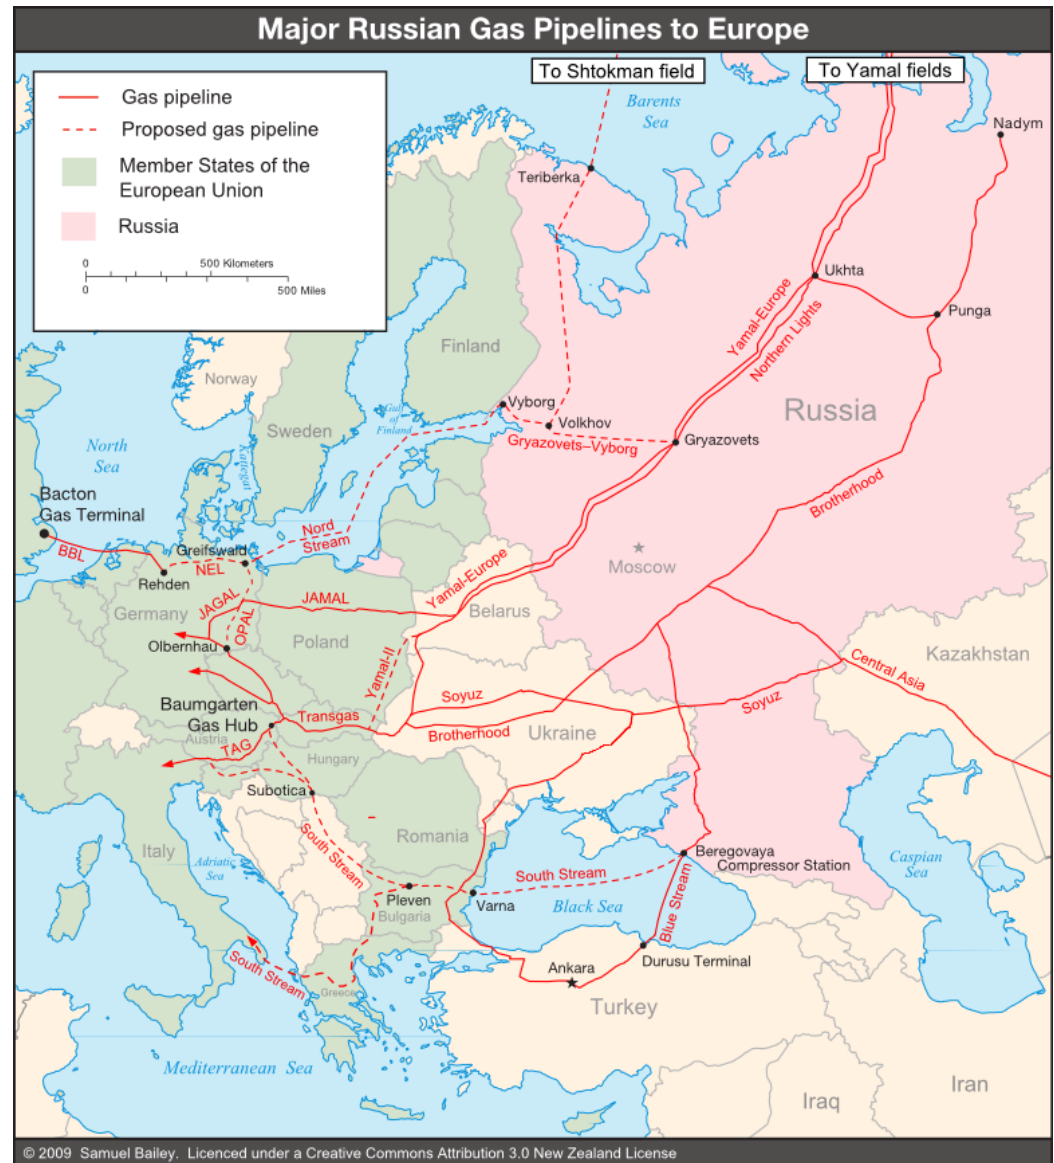 Major Russian Gas Pipelines to Europe
To Shtokman field
To Yamal fields
Gas pipeline
Proposed gas pipeline
Member States of the
European Union
Russia
0
500 Kilometers
0
500 Miles
Barents
Sea
Nadym
Teriberka
Ukhta
Punga
Yamal-Europe
Northern Lights
Finland
Norway
Sweden
Gulf
of
Finland
Vyborg
Volkhov
Gryazovets–Vyborg
Gryazovets
Russia
North
Sea
Kattegat
Brotherhood
Bacton
Gas Terminal
BBL
Greifswald
NEL
Rehden
Nord
Stream
Moscow
Yamal-Europe
JAMAL
JAGAL
OPAL
Germany
Poland
Belarus
Olbernhau
Yamal-II
Kazakhstan
Central Asia
Soyuz
Soyuz
Baumgarten
Gas Hub
Transgas
Brotherhood
Ukraine
Austria
TAG
Hungary
Subotica
South Stream
Romania
Italy
Adriatic
Sea
Beregovaya
Compressor Station
Caspian
Sea
South Stream
Pleven
Bulgaria
Varna
Black Sea
Blue Stream
Durusu Terminal
South Stream
Greece
Ankara
Turkey
Mediterranean Sea
Iraq
Iran
© 2009 Samuel Bailey. Licenced under a Creative Commons Attribution 3.0 New Zealand License